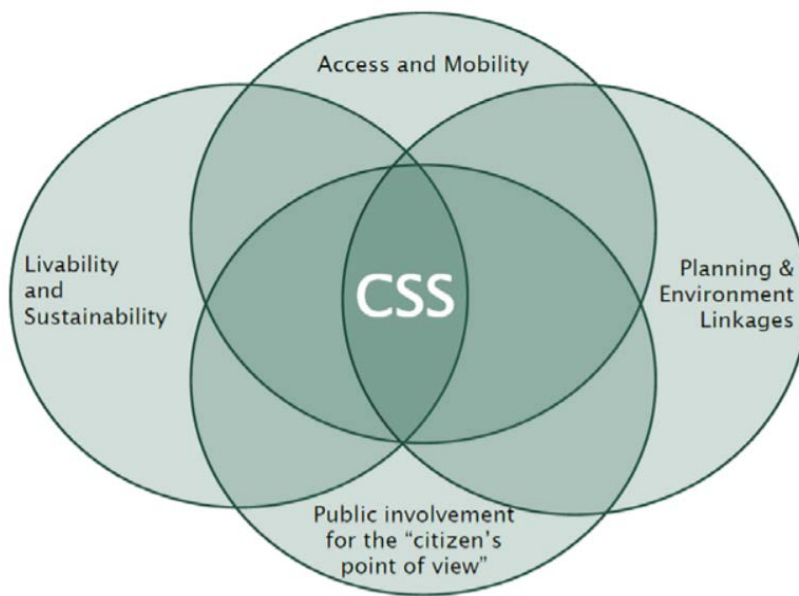 Access and Mobility
Livability
and
Sustainability
CSS
Planning &
Environment
Linkages
Public involvement
for the “citizen’s
point of view”